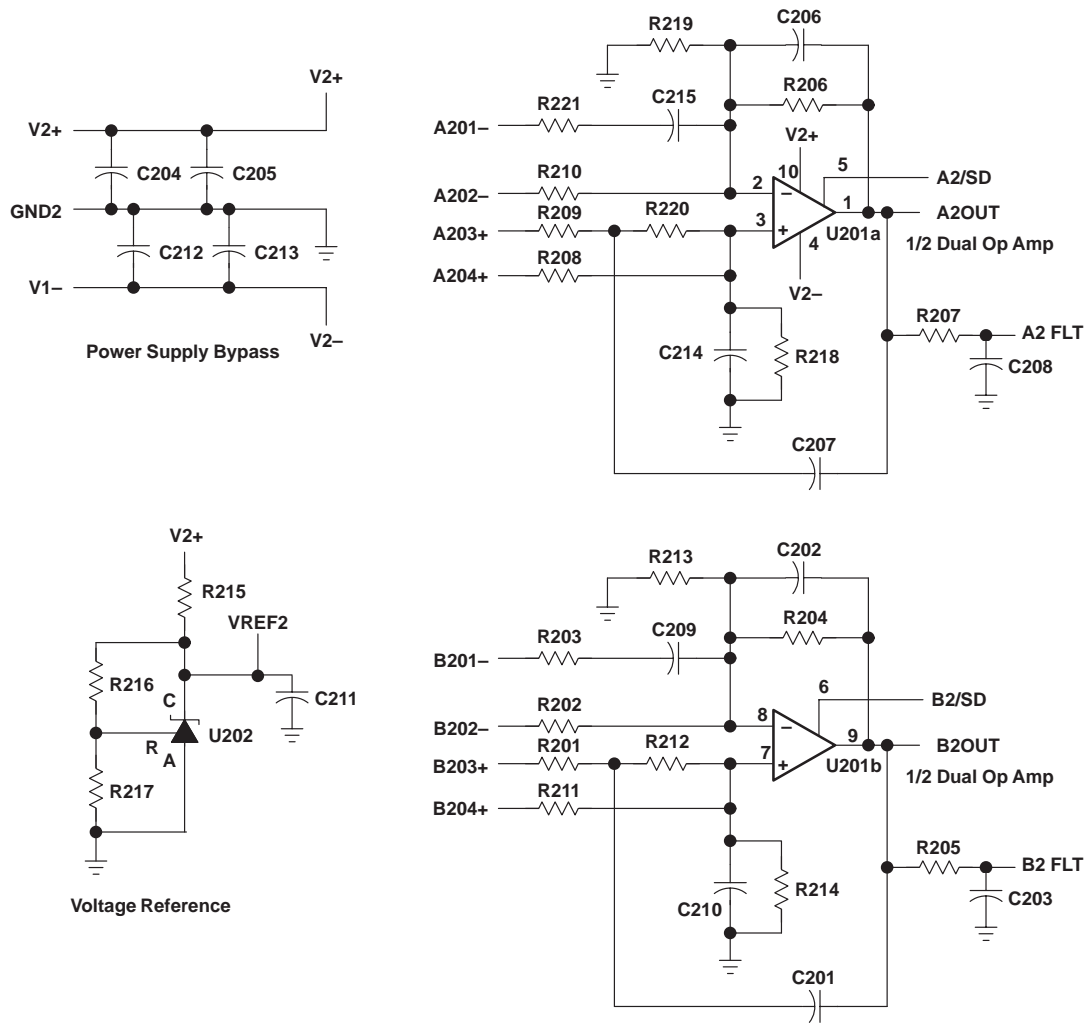 V2+
V2+
C204
C205
GND2
C212
C213
V1–
V2–
Power Supply Bypass
R219
C206
R206
R221
C215
A201–
V2+
R210
10
5
A202–
2
–
A2/SD
R209
R220
3
+
1
A203+
A2OUT
4
U201a
1/2 Dual Op Amp
R208
A204+
V2–
R207
A2 FLT
C214
R218
C208
C207
V2+
R215
VREF2
R216
C211
C
U202
R
A
R217
Voltage Reference
R213
C202
R204
R203
C209
B201–
6
B2/SD
R202
8
–
B202–
9
R201
R212
7
+
B203+
B2OUT
U201b
1/2 Dual Op Amp
R211
B204+
R205
B2 FLT
C210
R214
C203
C201